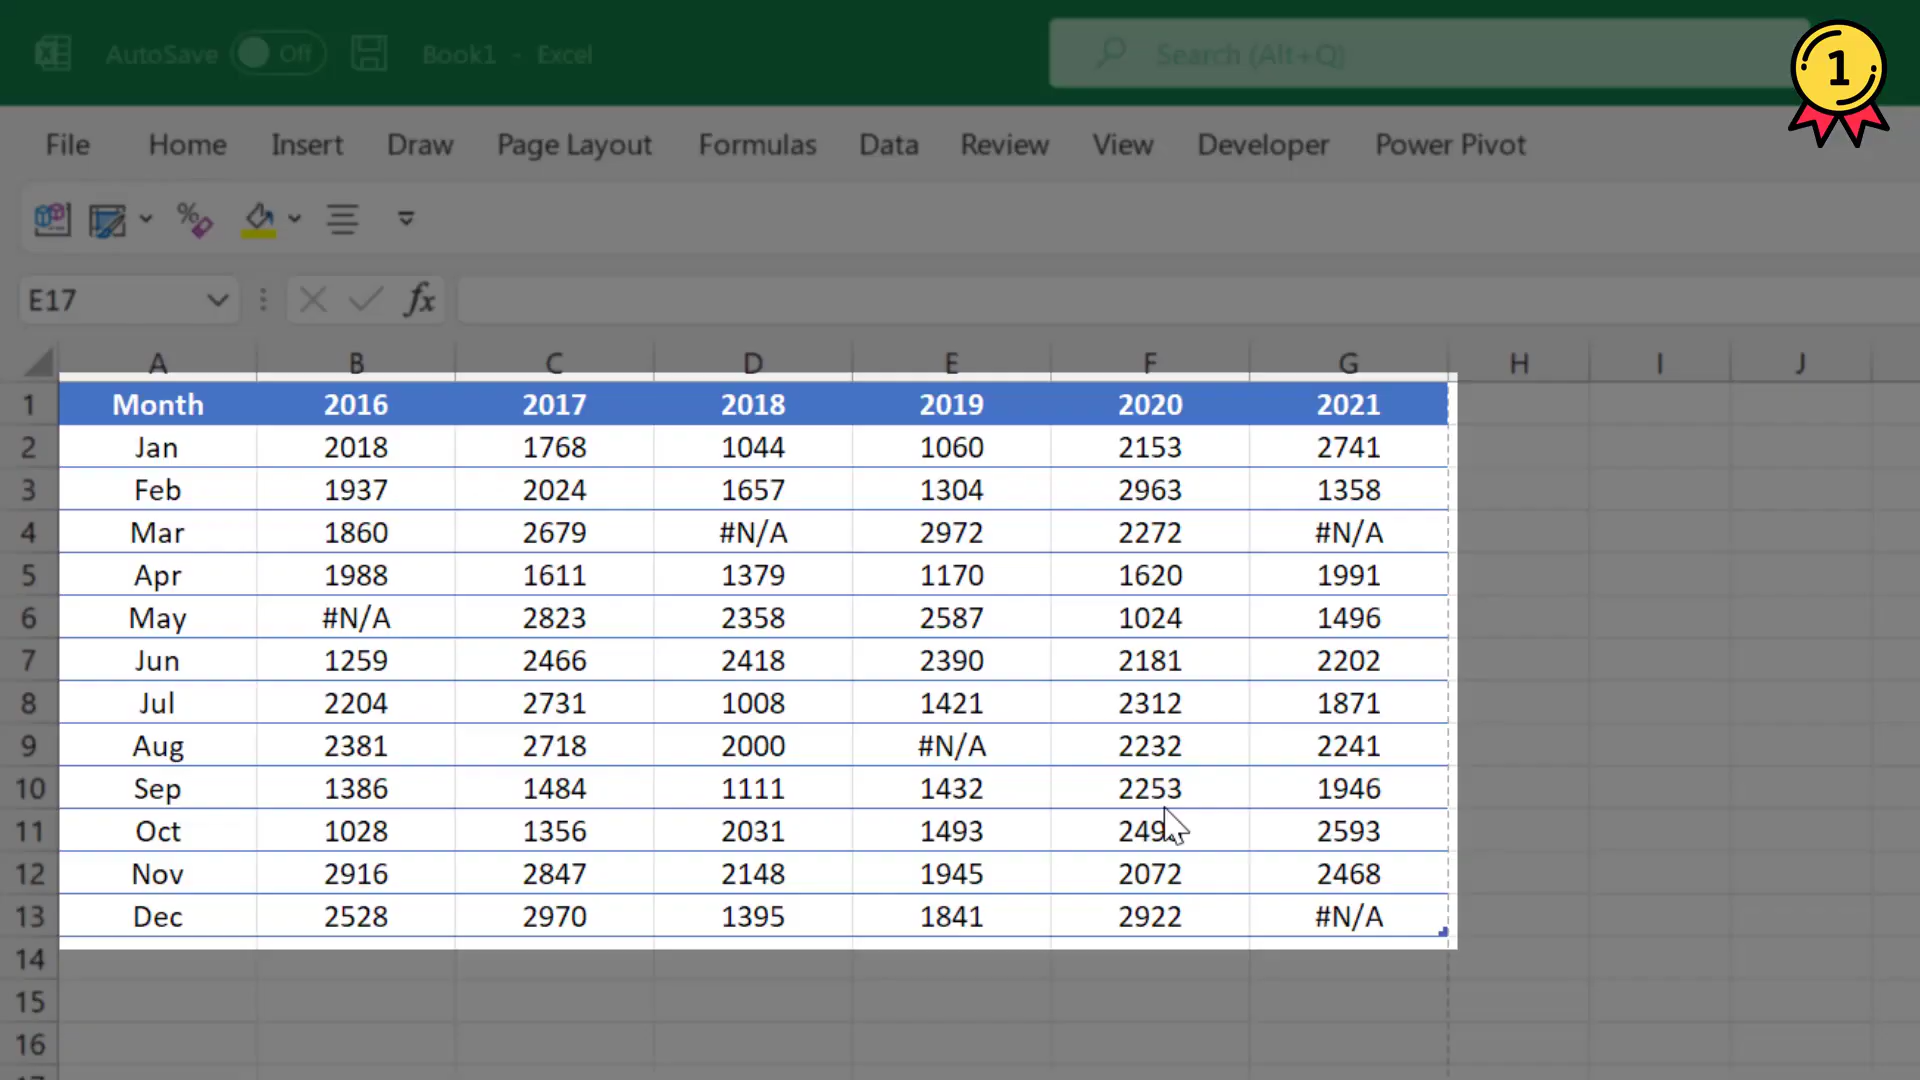 AutoSave Off Book1 - Excel Search (Alt+Q) 1
File Home Insert Draw Page Layout Formulas Data Review View Developer Power Pivot
E17 fx
A B C D E F G H I J
1 Month 2016 2017 2018 2019 2020 2021
2 Jan 2018 1768 1044 1060 2153 2741
3 Feb 1937 2024 1657 1304 2963 1358
4 Mar 1860 2679 #N/A 2972 2272 #N/A
5 Apr 1988 1611 1379 1170 1620 1991
6 May #N/A 2823 2358 2587 1024 1496
7 Jun 1259 2466 2418 2390 2181 2202
8 Jul 2204 2731 1008 1421 2312 1871
9 Aug 2381 2718 2000 #N/A 2232 2241
10 Sep 1386 1484 1111 1432 2253 1946
11 Oct 1028 1356 2031 1493 2593
12 Nov 2916 2847 2148 1945 2072 2468
13 Dec 2528 2970 1395 1841 2922 #N/A
14
15
16